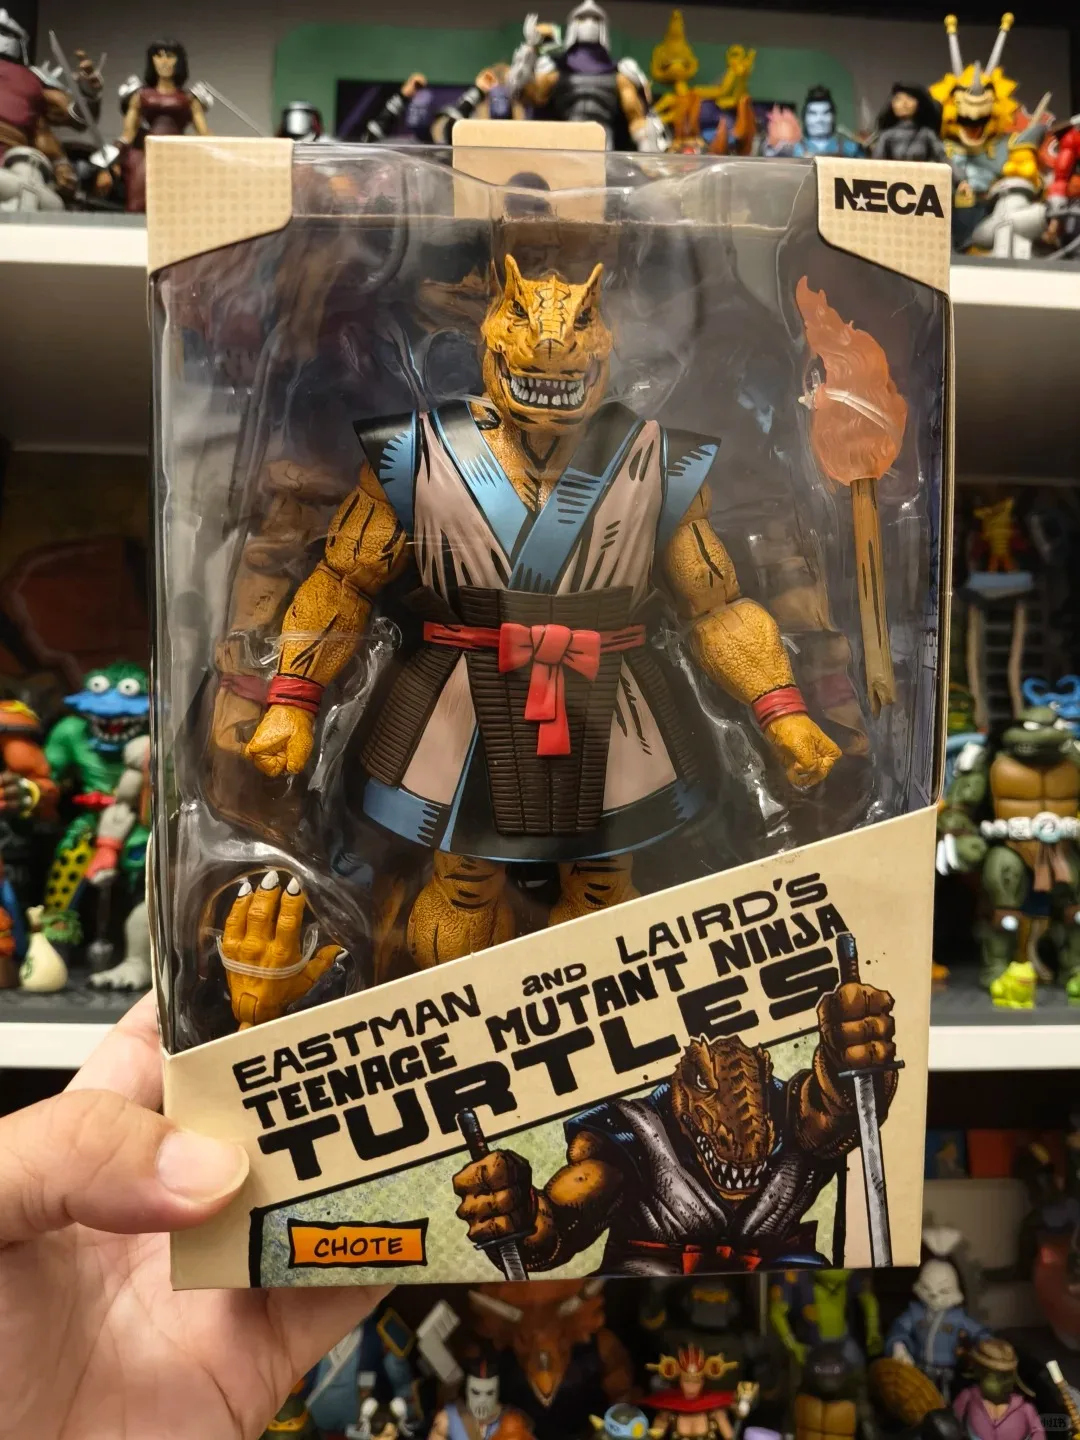 NECA
EASTMAN AND LAIRD'S
TEENAGE MUTANT NINJA
TURTLES
CHOTE